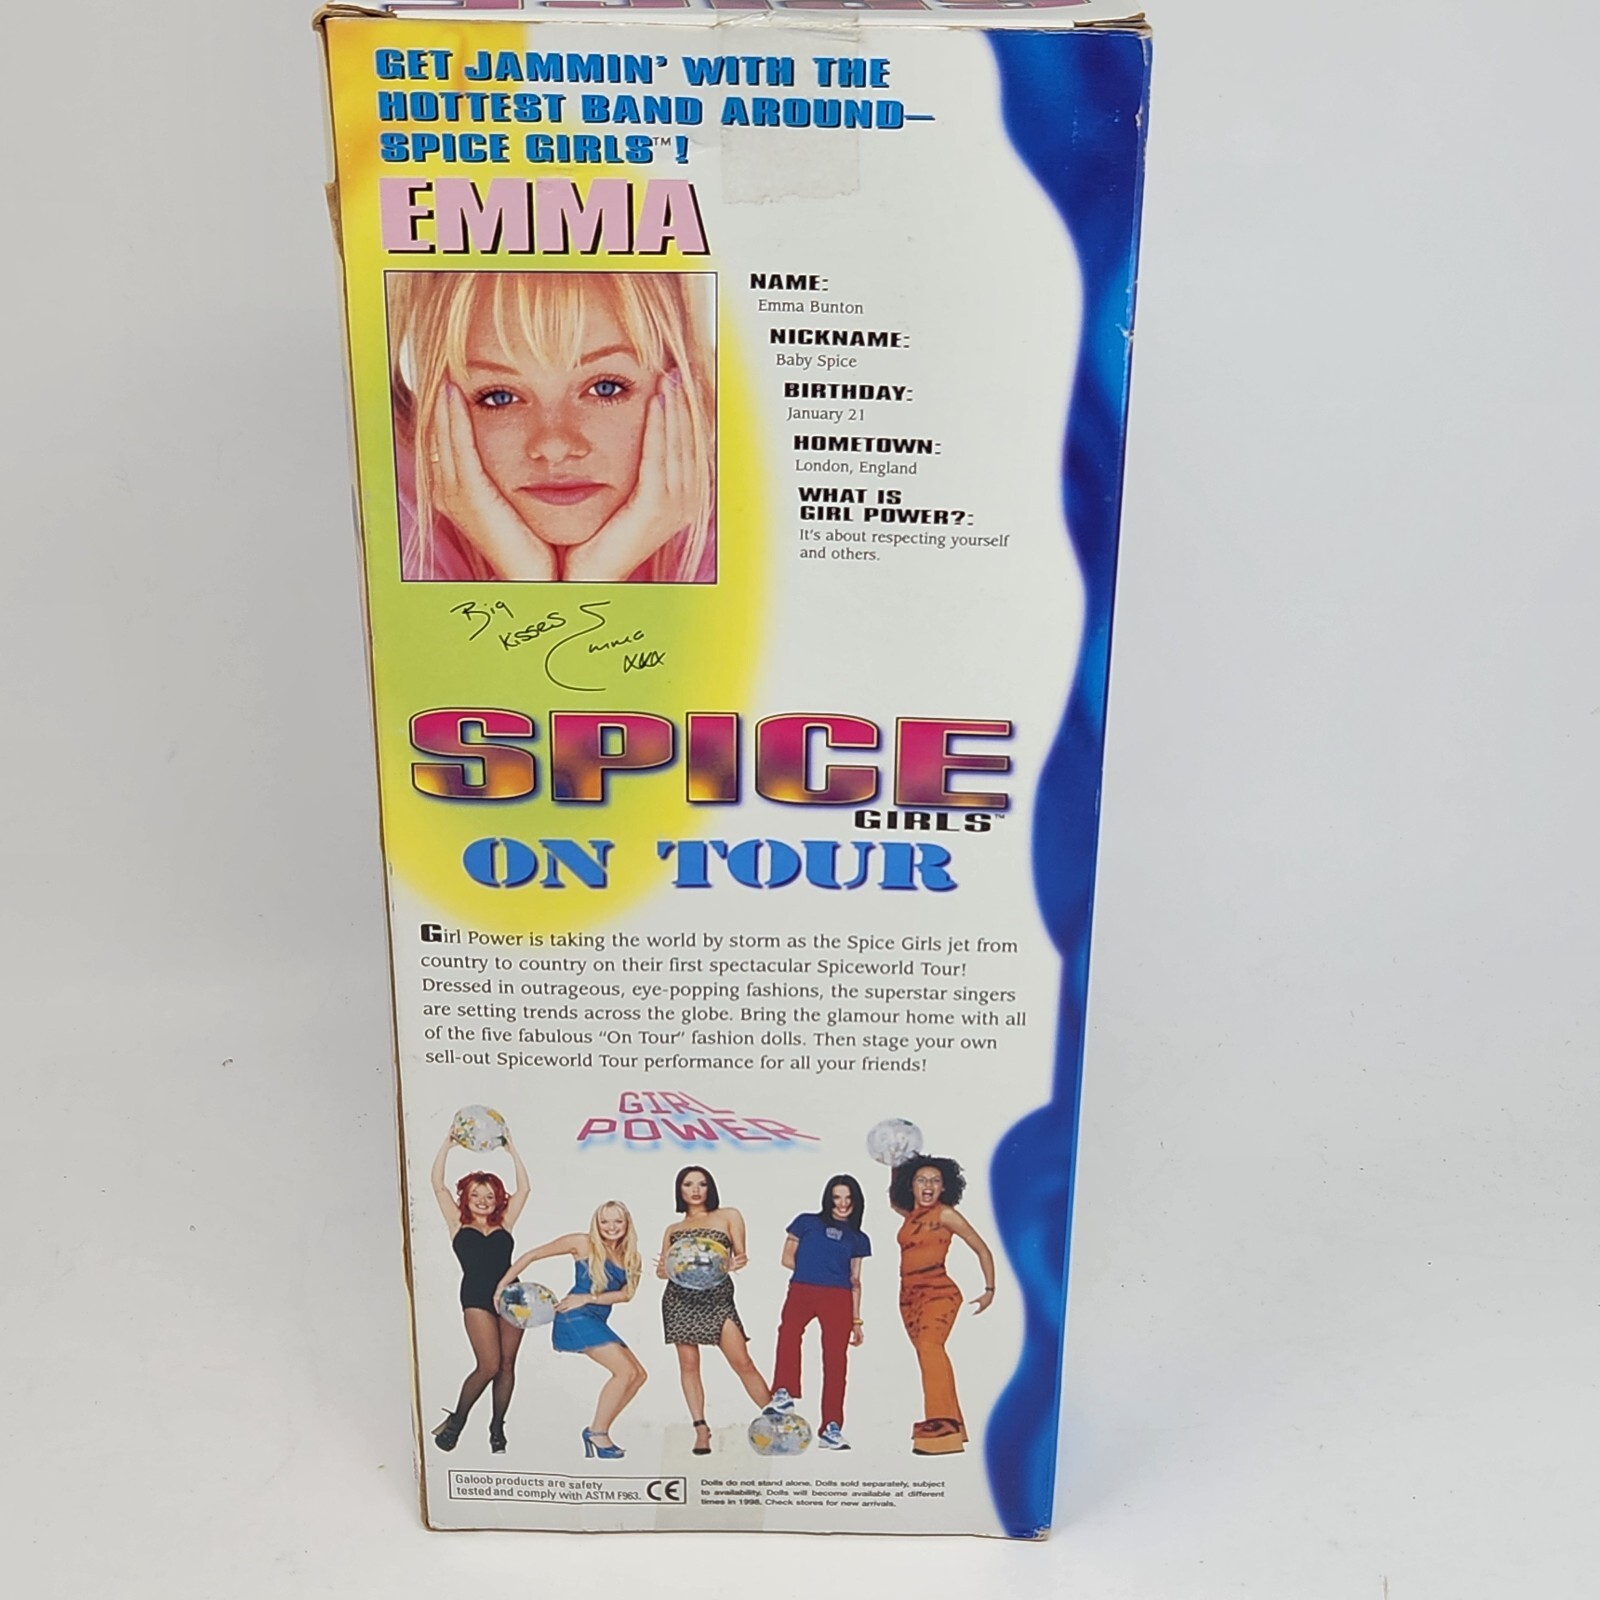 GET JAMMIN' WITH THE
HOTTEST BAND AROUND—
SPICE GIRLS™!
EMMA
NAME:
Emma Bunton
NICKNAME:
Baby Spice
BIRTHDAY:
January 21
HOMETOWN:
London, England
WHAT IS
GIRL POWER?:
It's about respecting yourself
and others.
Big
Kisses
Emma
xxx
SPICE
GIRLS™
ON TOUR
Girl Power is taking the world by storm as the Spice Girls jet from
country to country on their first spectacular Spiceworld Tour!
Dressed in outrageous, eye-popping fashions, the superstar singers
are setting trends across the globe. Bring the glamour home with all
of the five fabulous "On Tour" fashion dolls. Then stage your own
sell-out Spiceworld Tour performance for all your friends!
GIRL
POWER
Galoob products are safety
tested and comply with ASTM F963. CE
Dolls do not stand alone. Dolls sold separately, subject
to availability. Dolls will become available at different
times in 1998. Check stores for new arrivals.